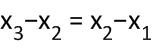 x₃–x₂ = x₂–x₁